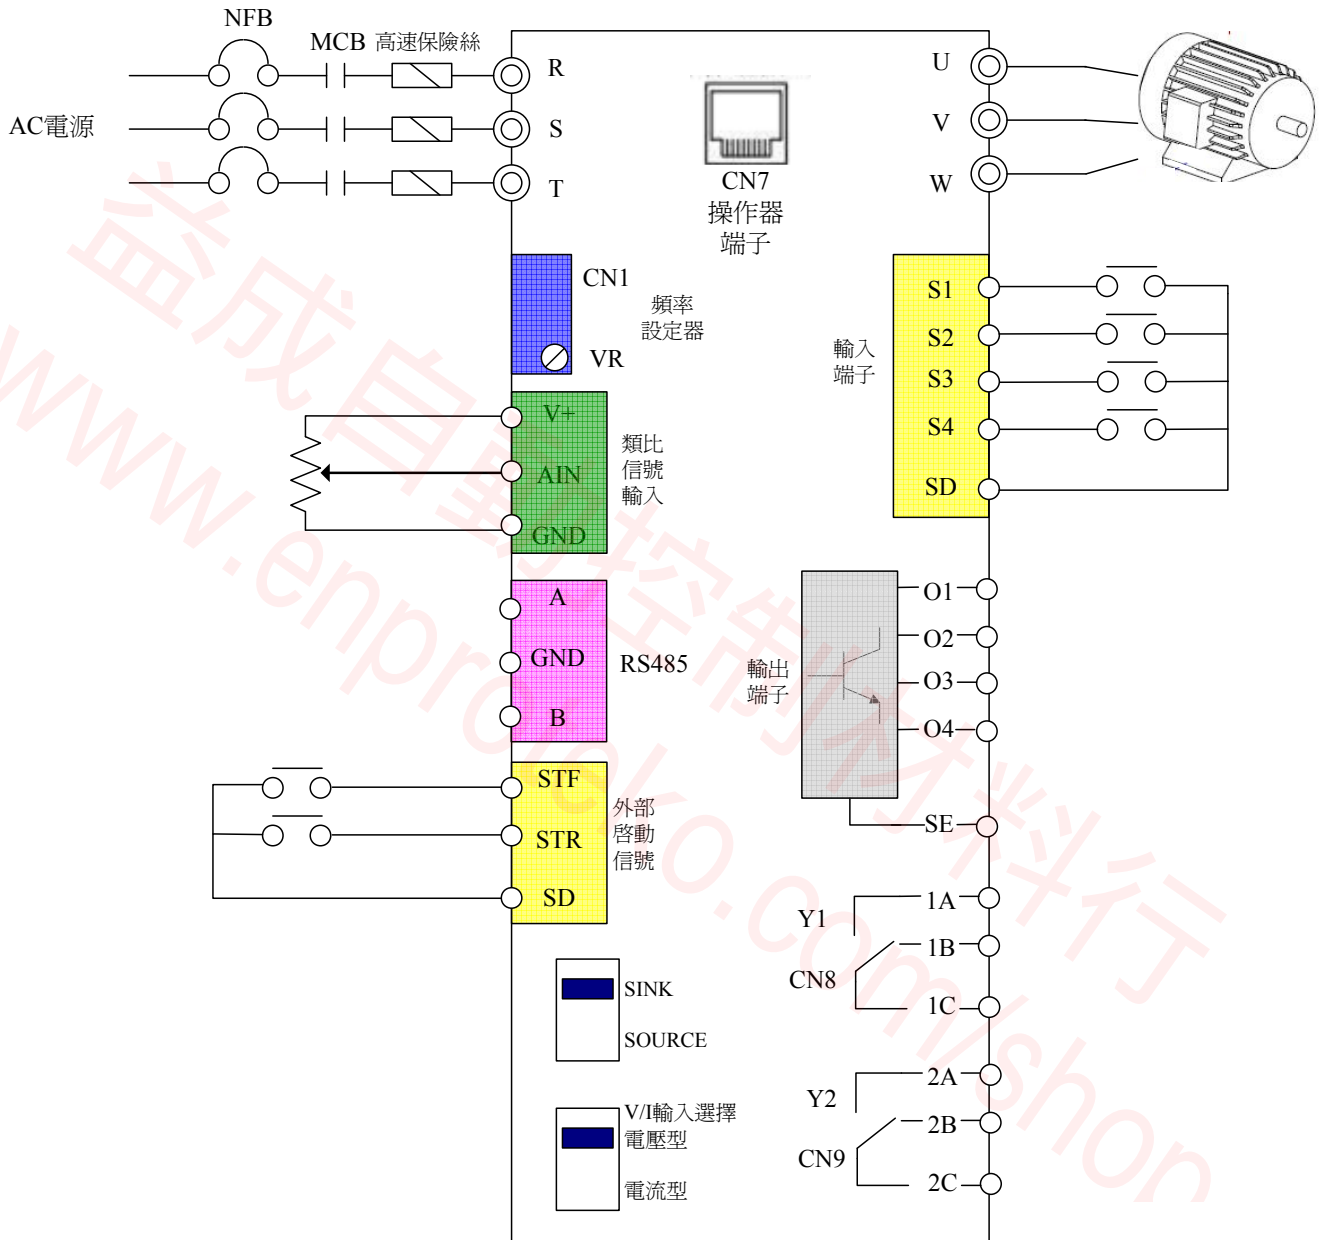 NFB
MCB
高速保險絲
AC電源
R
S
T
U
V
W
CN7
操作器
端子
CN1
VR
頻率
設定器
V+
AIN
GND
類比
信號
輸入
A
GND
B
RS485
STF
STR
SD
外部
啓動
信號
SINK
SOURCE
V/I輸入選擇
電壓型
電流型
輸入
端子
S1
S2
S3
S4
SD
輸出
端子
O1
O2
O3
O4
SE
Y1
CN8
1A
1B
1C
Y2
CN9
2A
2B
2C
益成自動控制材料行
www.enproteko.com/shop